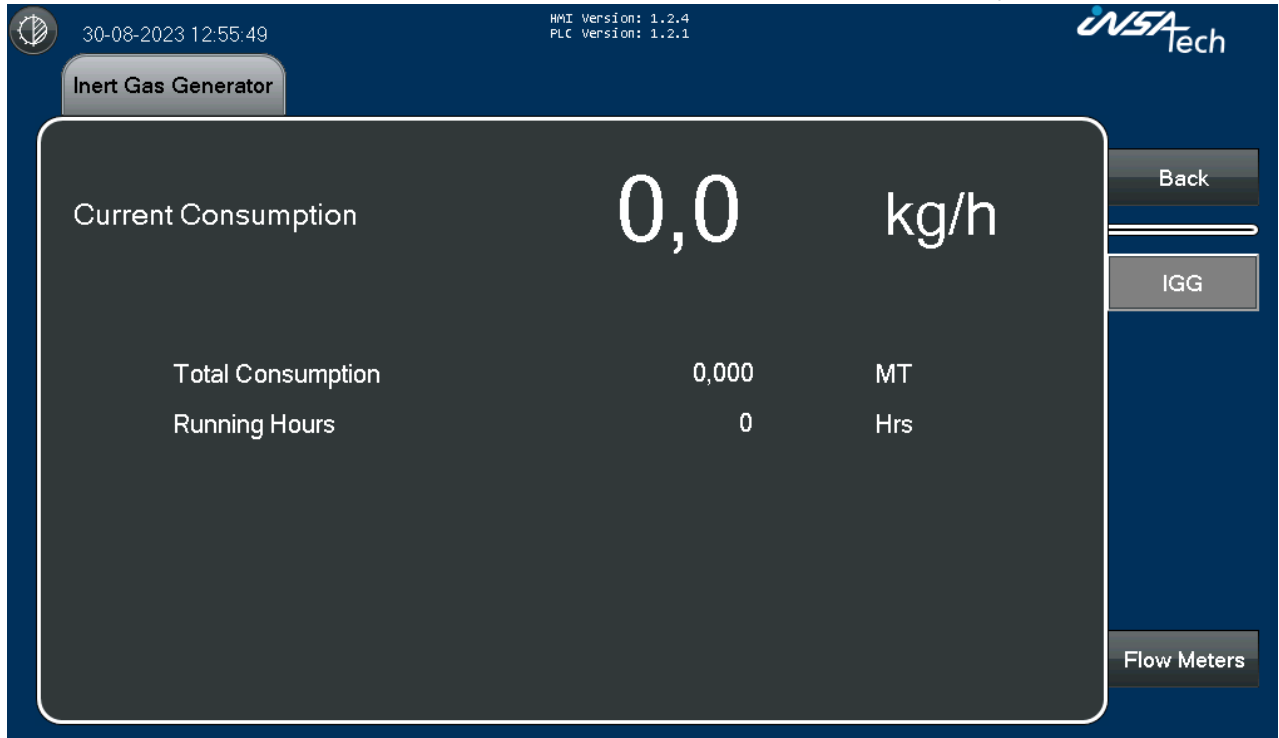 30-08-2023 12:55:49
HMI Version: 1.2.4
PLC Version: 1.2.1
iNSATech
Inert Gas Generator
Back
Current Consumption 0,0 kg/h
IGG
Total Consumption 0,000 MT
Running Hours 0 Hrs
Flow Meters